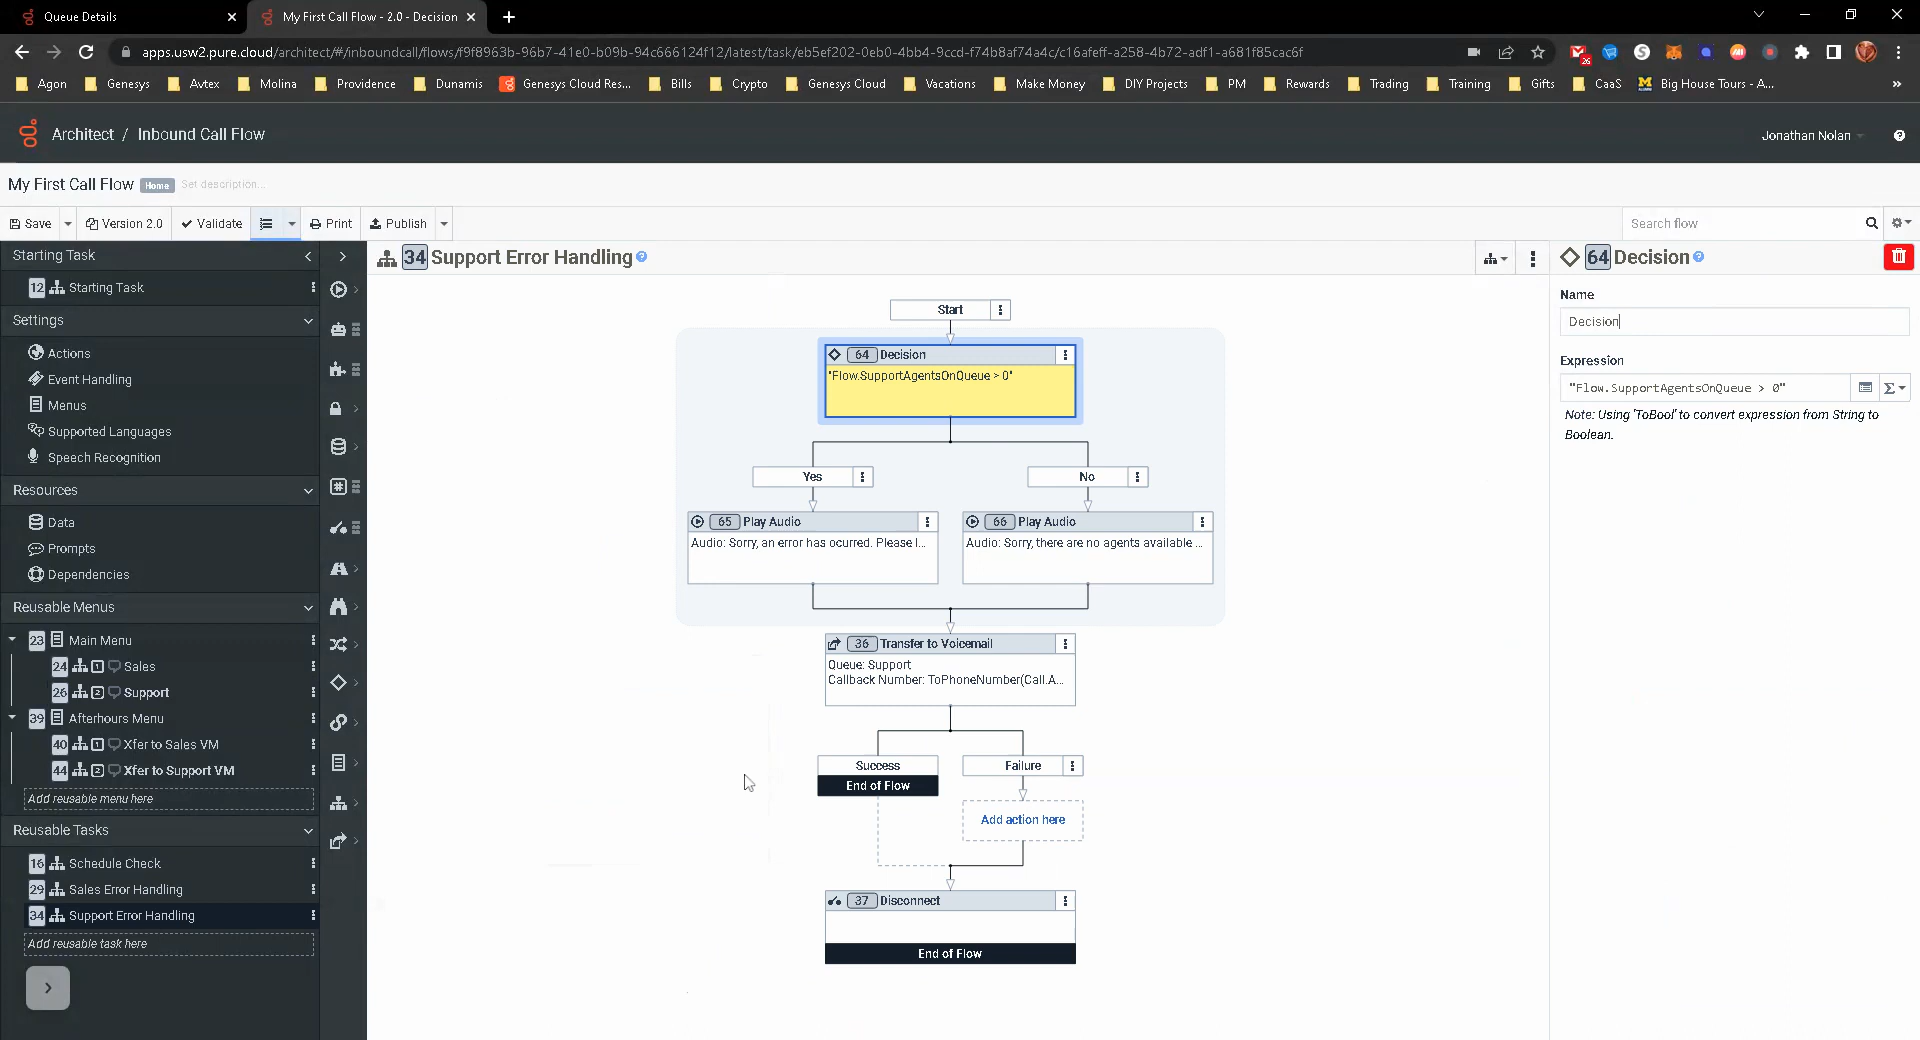 Queue Details
My First Call Flow - 2.0 - Decision
apps.usw2.pure.cloud/architect/#/inboundcall/flows/f9f8963b-96b7-41e0-b09b-94c666124f12/latest/task/eb5ef202-0eb0-4bb4-9ccd-f74b8af74a4c/c16afeff-a258-4b72-adf1-a681f85cac6f
26
Agon
Genesys
Avtex
Molina
Providence
Dunamis
Genesys Cloud Res...
Bills
Crypto
Genesys Cloud
Vacations
Make Money
DIY Projects
PM
Rewards
Trading
Training
Gifts
CaaS
Big House Tours - A...
Architect / Inbound Call Flow
Jonathan Nolan
My First Call Flow Home Set description...
Save
Version 2.0
Validate
Print
Publish
Search flow
Starting Task
12 Starting Task
Settings
Actions
Event Handling
Menus
Supported Languages
Speech Recognition
Resources
Data
Prompts
Dependencies
Reusable Menus
23 Main Menu
24 1 Sales
26 2 Support
39 Afterhours Menu
40 1 Xfer to Sales VM
44 2 Xfer to Support VM
Add reusable menu here
Reusable Tasks
16 Schedule Check
29 Sales Error Handling
34 Support Error Handling
Add reusable task here
34 Support Error Handling
Start
64 Decision
"Flow.SupportAgentsOnQueue > 0"
Yes
No
65 Play Audio
Audio: Sorry, an error has ocurred. Please l...
66 Play Audio
Audio: Sorry, there are no agents available ...
36 Transfer to Voicemail
Queue: Support
Callback Number: ToPhoneNumber(Call.A...
Success
End of Flow
Failure
Add action here
37 Disconnect
End of Flow
64 Decision
Name
Decision
Expression
"Flow.SupportAgentsOnQueue > 0"
Note: Using 'ToBool' to convert expression from String to
Boolean.